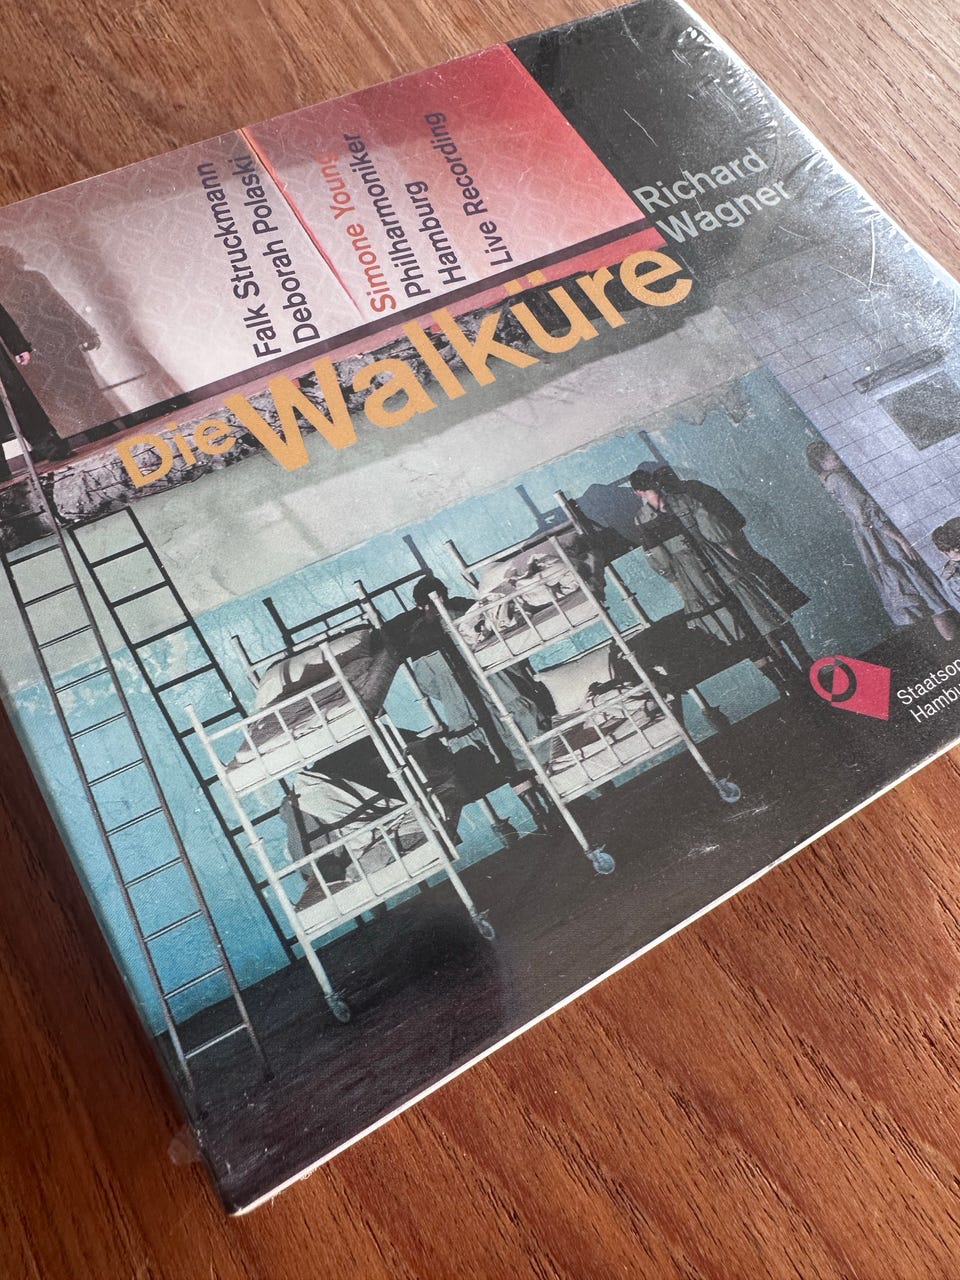 Falk Struckmann
Deborah Polaski
Simone Young
Philharmoniker
Hamburg
Live Recording
Richard
Wagner
Die Walküre